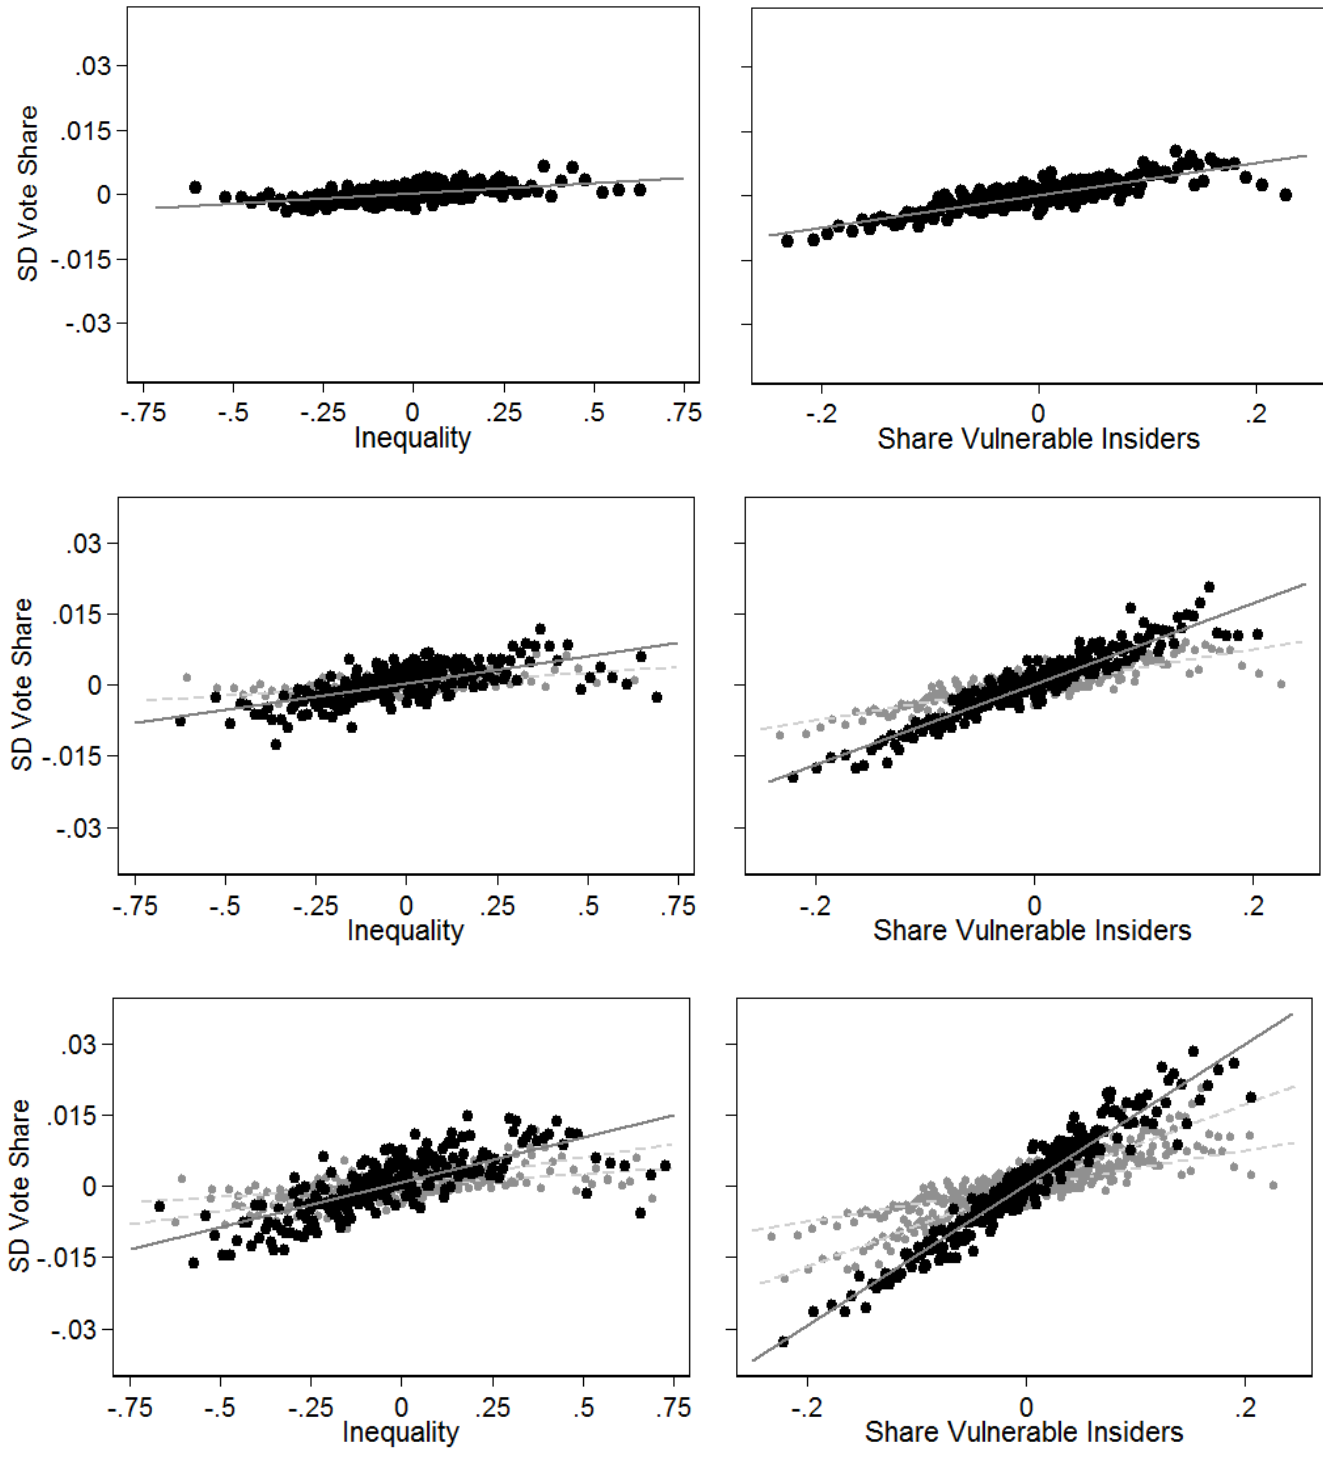 .03
.015
0
-.015
-.03
SD Vote Share
-.75 -.5 -.25 0 .25 .5 .75
Inequality
-.2 0 .2
Share Vulnerable Insiders
.03
.015
0
-.015
-.03
SD Vote Share
-.75 -.5 -.25 0 .25 .5 .75
Inequality
-.2 0 .2
Share Vulnerable Insiders
.03
.015
0
-.015
-.03
SD Vote Share
-.75 -.5 -.25 0 .25 .5 .75
Inequality
-.2 0 .2
Share Vulnerable Insiders